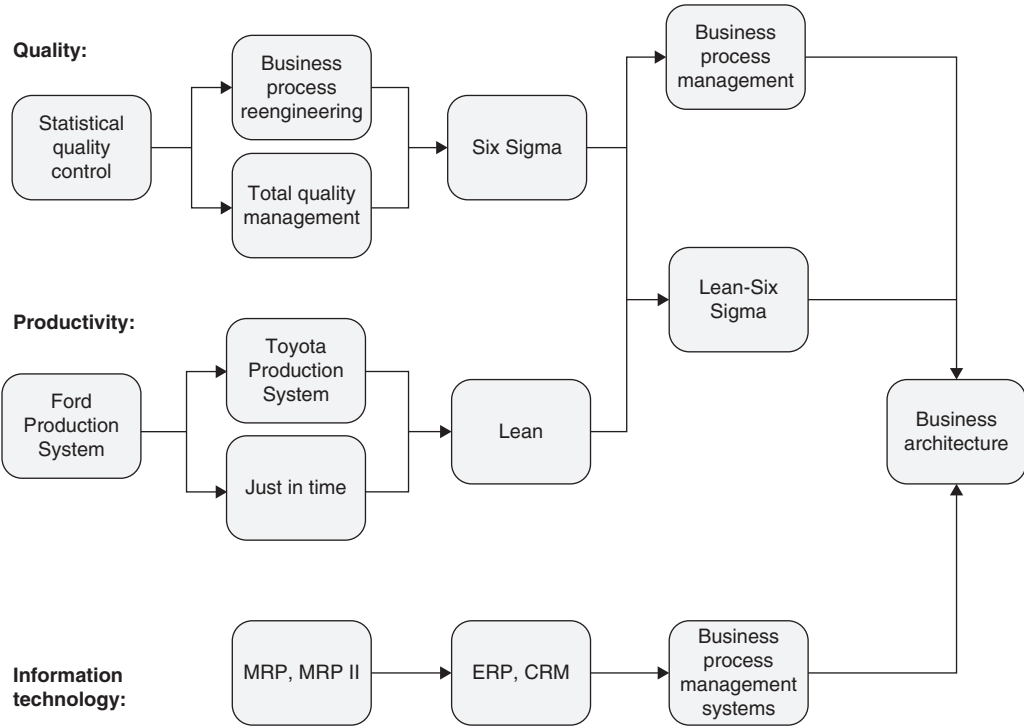 Quality:
Statistical
quality
control
Business
process
reengineering
Total quality
management
Six Sigma
Business
process
management
Lean-Six
Sigma
Productivity:
Ford
Production
System
Toyota
Production
System
Just in time
Lean
Business
architecture
Information
technology:
MRP, MRP II
ERP, CRM
Business
process
management
systems